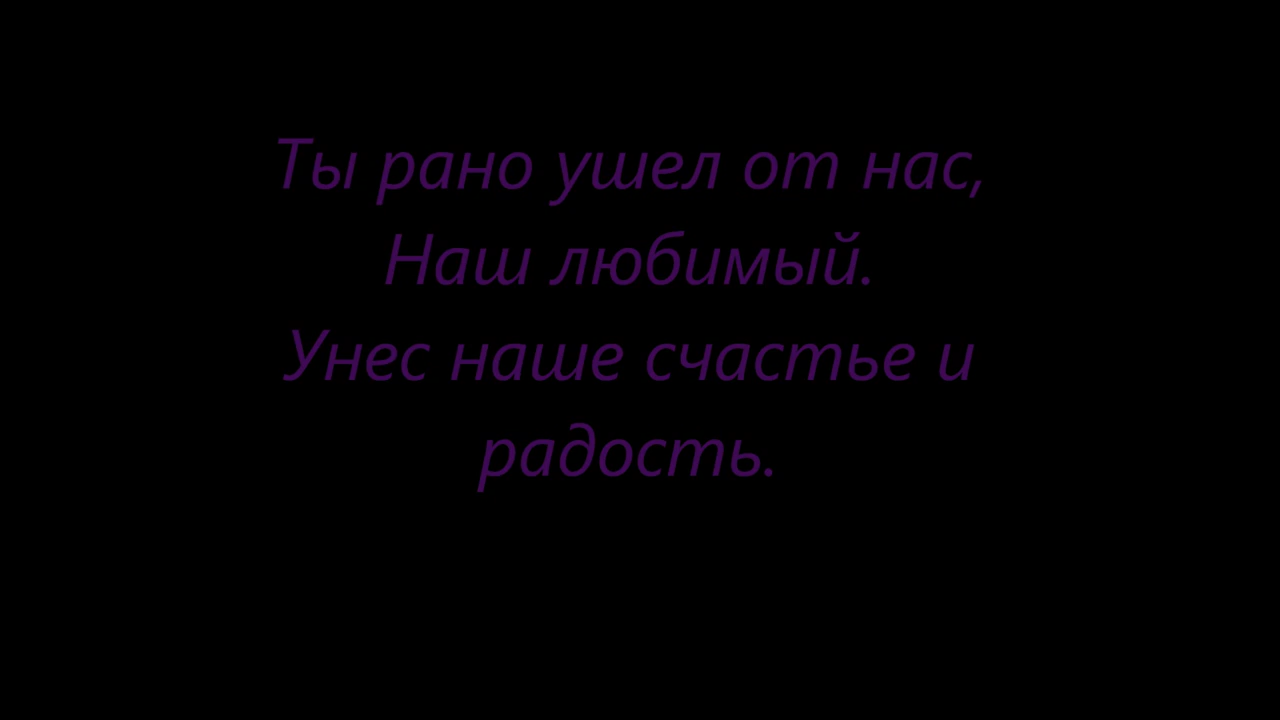 Ты рано ушел от нас,
Наш любимый.
Унес наше счастье и
радость.